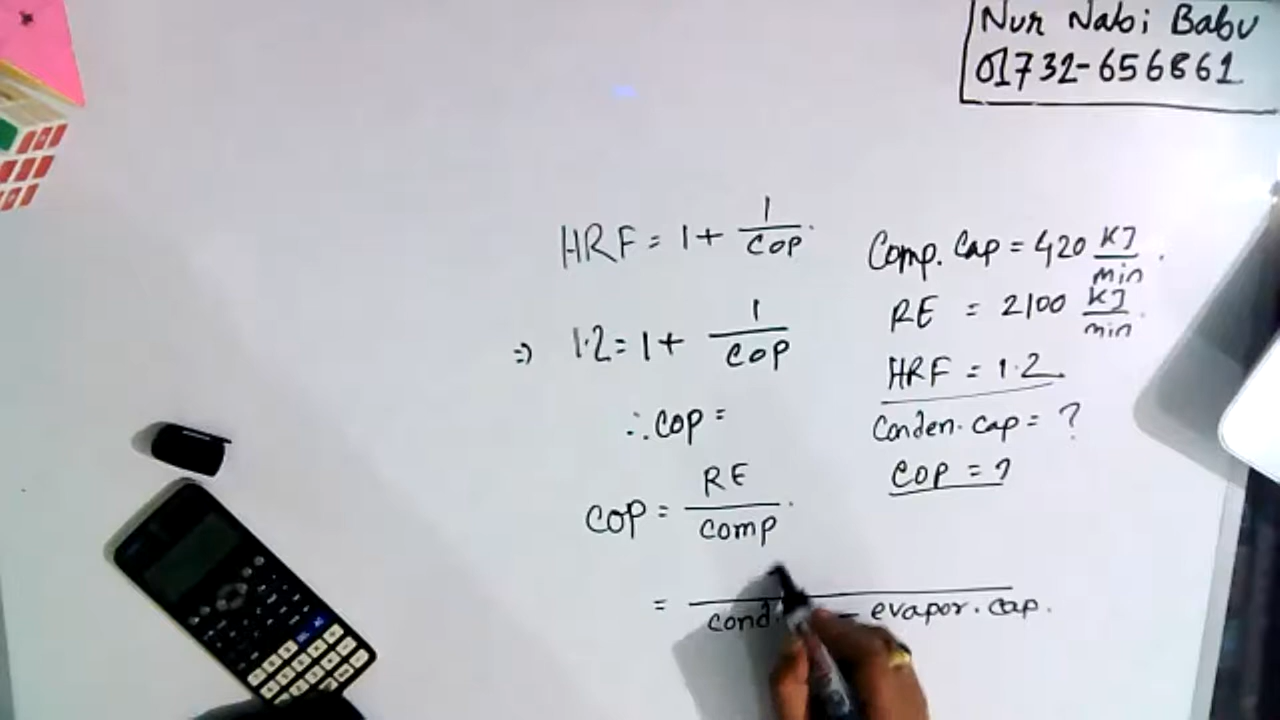 Nur Nabi Babu
01732-656861
HRF = 1 + 1/COP.
⇒ 1.2 = 1 + 1/COP
∴ COP =
COP = RE/Comp.
= /cond. - evapor. cap.
Comp. Cap = 420 KJ/min.
RE = 2100 KJ/min.
HRF = 1.2.
Conden. cap = ?
COP = ?